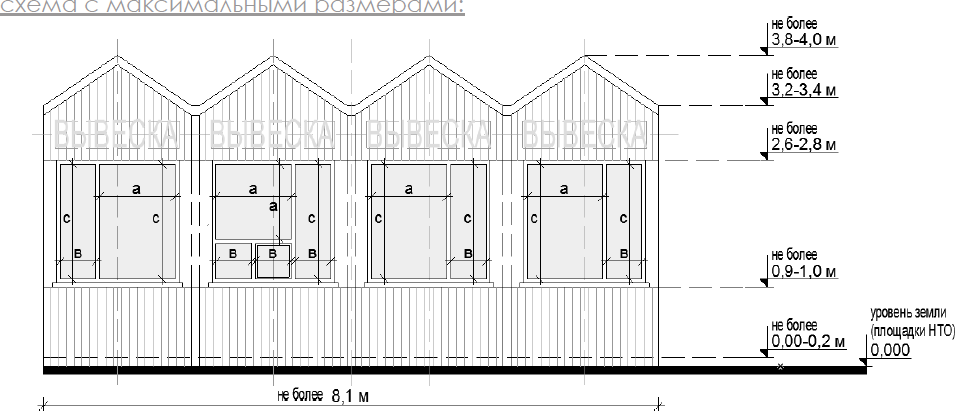 схема с максимальными размерами:
не более
3,8-4,0 м
не более
3,2-3,4 м
ВЫВЕСКА ВЫВЕСКА ВЫВЕСКА ВЫВЕСКА
не более
2,6-2,8 м
а а а а
а
с с с с с с с
в в в в
не более
0,9-1,0 м
уровень земли
(площадки НТО)
0,000
не более
0,00-0,2 м
не более 8,1 м